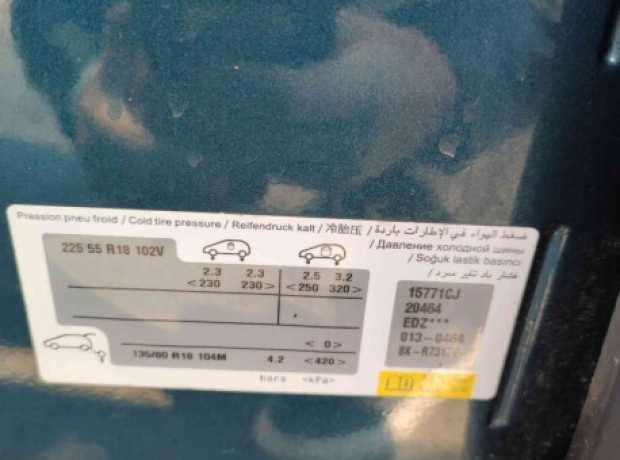 Pression pneu froid / Cold tire pressure / Reifendruck kalt / 冷胎压 / ضغط الهواء في الإطارات باردة
/ Давление холодной шины
/ Soğuk lastik basıncı
225 55 R18 102V
2.3 2.3 2.5 3.2
<230 230> <250 320>
<0>
135/80 R18 104M 4.2 <420>
bars <kPa>
15771CJ
20464
EDZ***